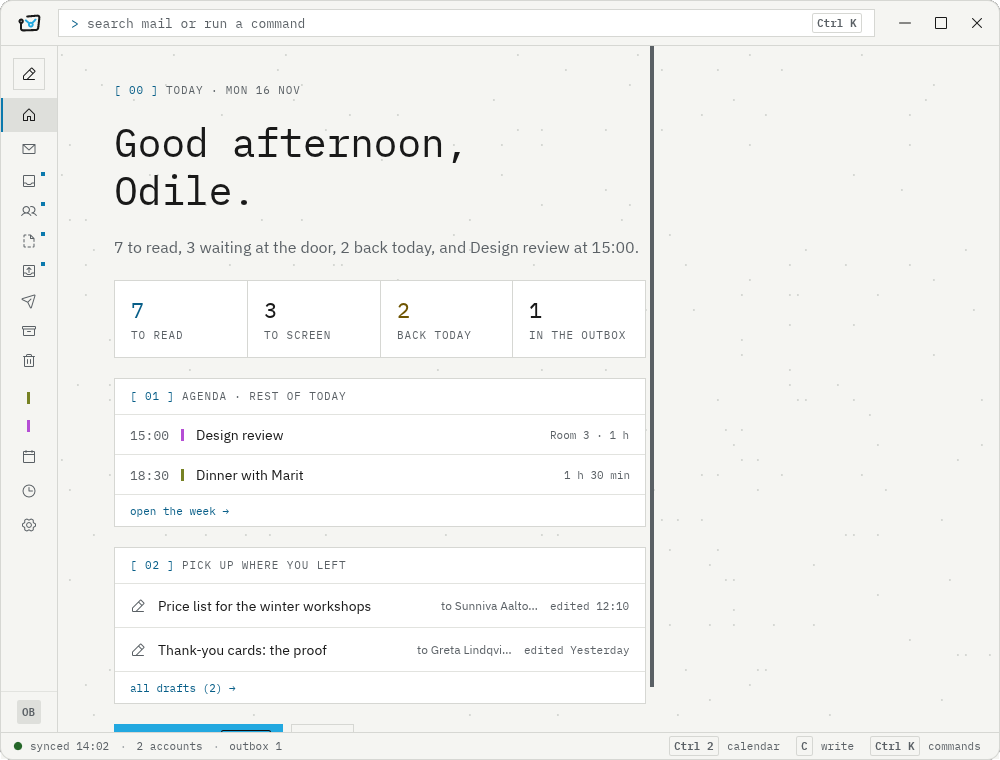 > search mail or run a command
Ctrl K
[ 00 ] TODAY · MON 16 NOV
Good afternoon,
Odile.
7 to read, 3 waiting at the door, 2 back today, and Design review at 15:00.
7
TO READ
3
TO SCREEN
2
BACK TODAY
1
IN THE OUTBOX
[ 01 ] AGENDA · REST OF TODAY
15:00 Design review Room 3 · 1 h
18:30 Dinner with Marit 1 h 30 min
open the week →
[ 02 ] PICK UP WHERE YOU LEFT
Price list for the winter workshops to Sunniva Aalto… edited 12:10
Thank-you cards: the proof to Greta Lindqvi… edited Yesterday
all drafts (2) →
OB
synced 14:02 · 2 accounts · outbox 1
Ctrl 2 calendar C write Ctrl K commands